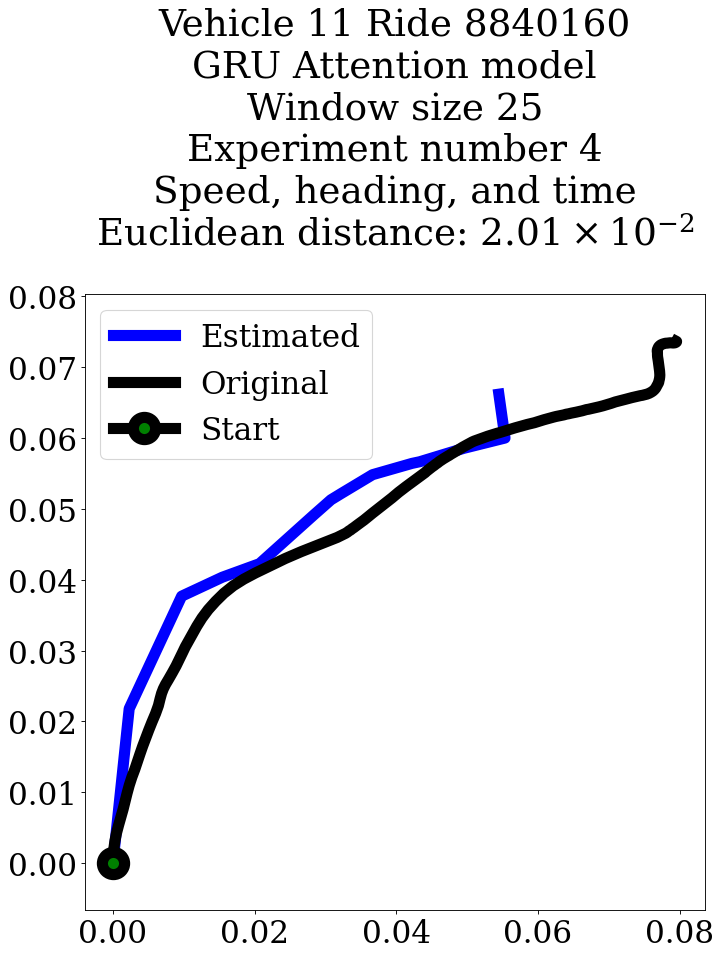 Vehicle 11 Ride 8840160
GRU Attention model
Window size 25
Experiment number 4
Speed, heading, and time
Euclidean distance: 2.01 × 10⁻²
Estimated
Original
Start
0.08
0.07
0.06
0.05
0.04
0.03
0.02
0.01
0.00
0.00 0.02 0.04 0.06 0.08